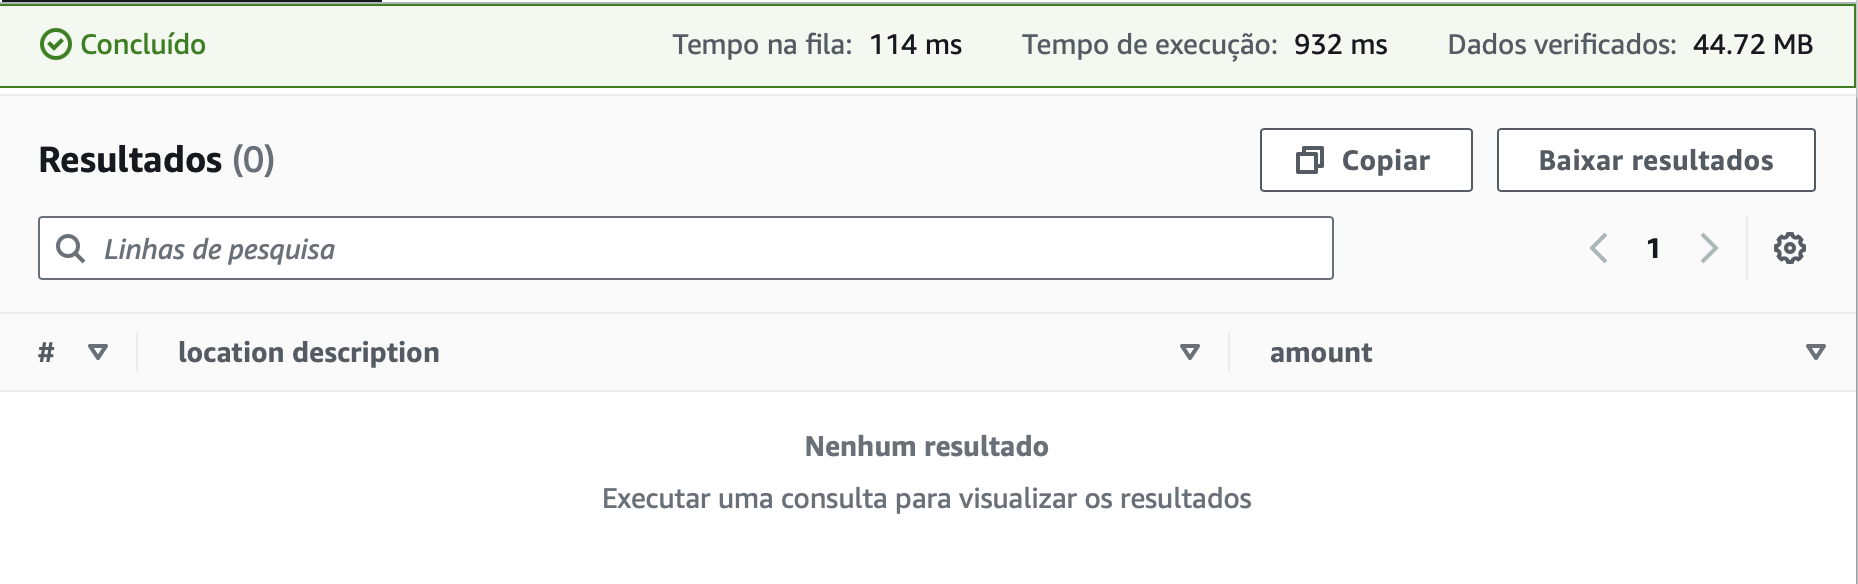 Concluído Tempo na fila: 114 ms Tempo de execução: 932 ms Dados verificados: 44.72 MB
Resultados (0) Copiar Baixar resultados
Linhas de pesquisa 1
# location description amount
Nenhum resultado
Executar uma consulta para visualizar os resultados